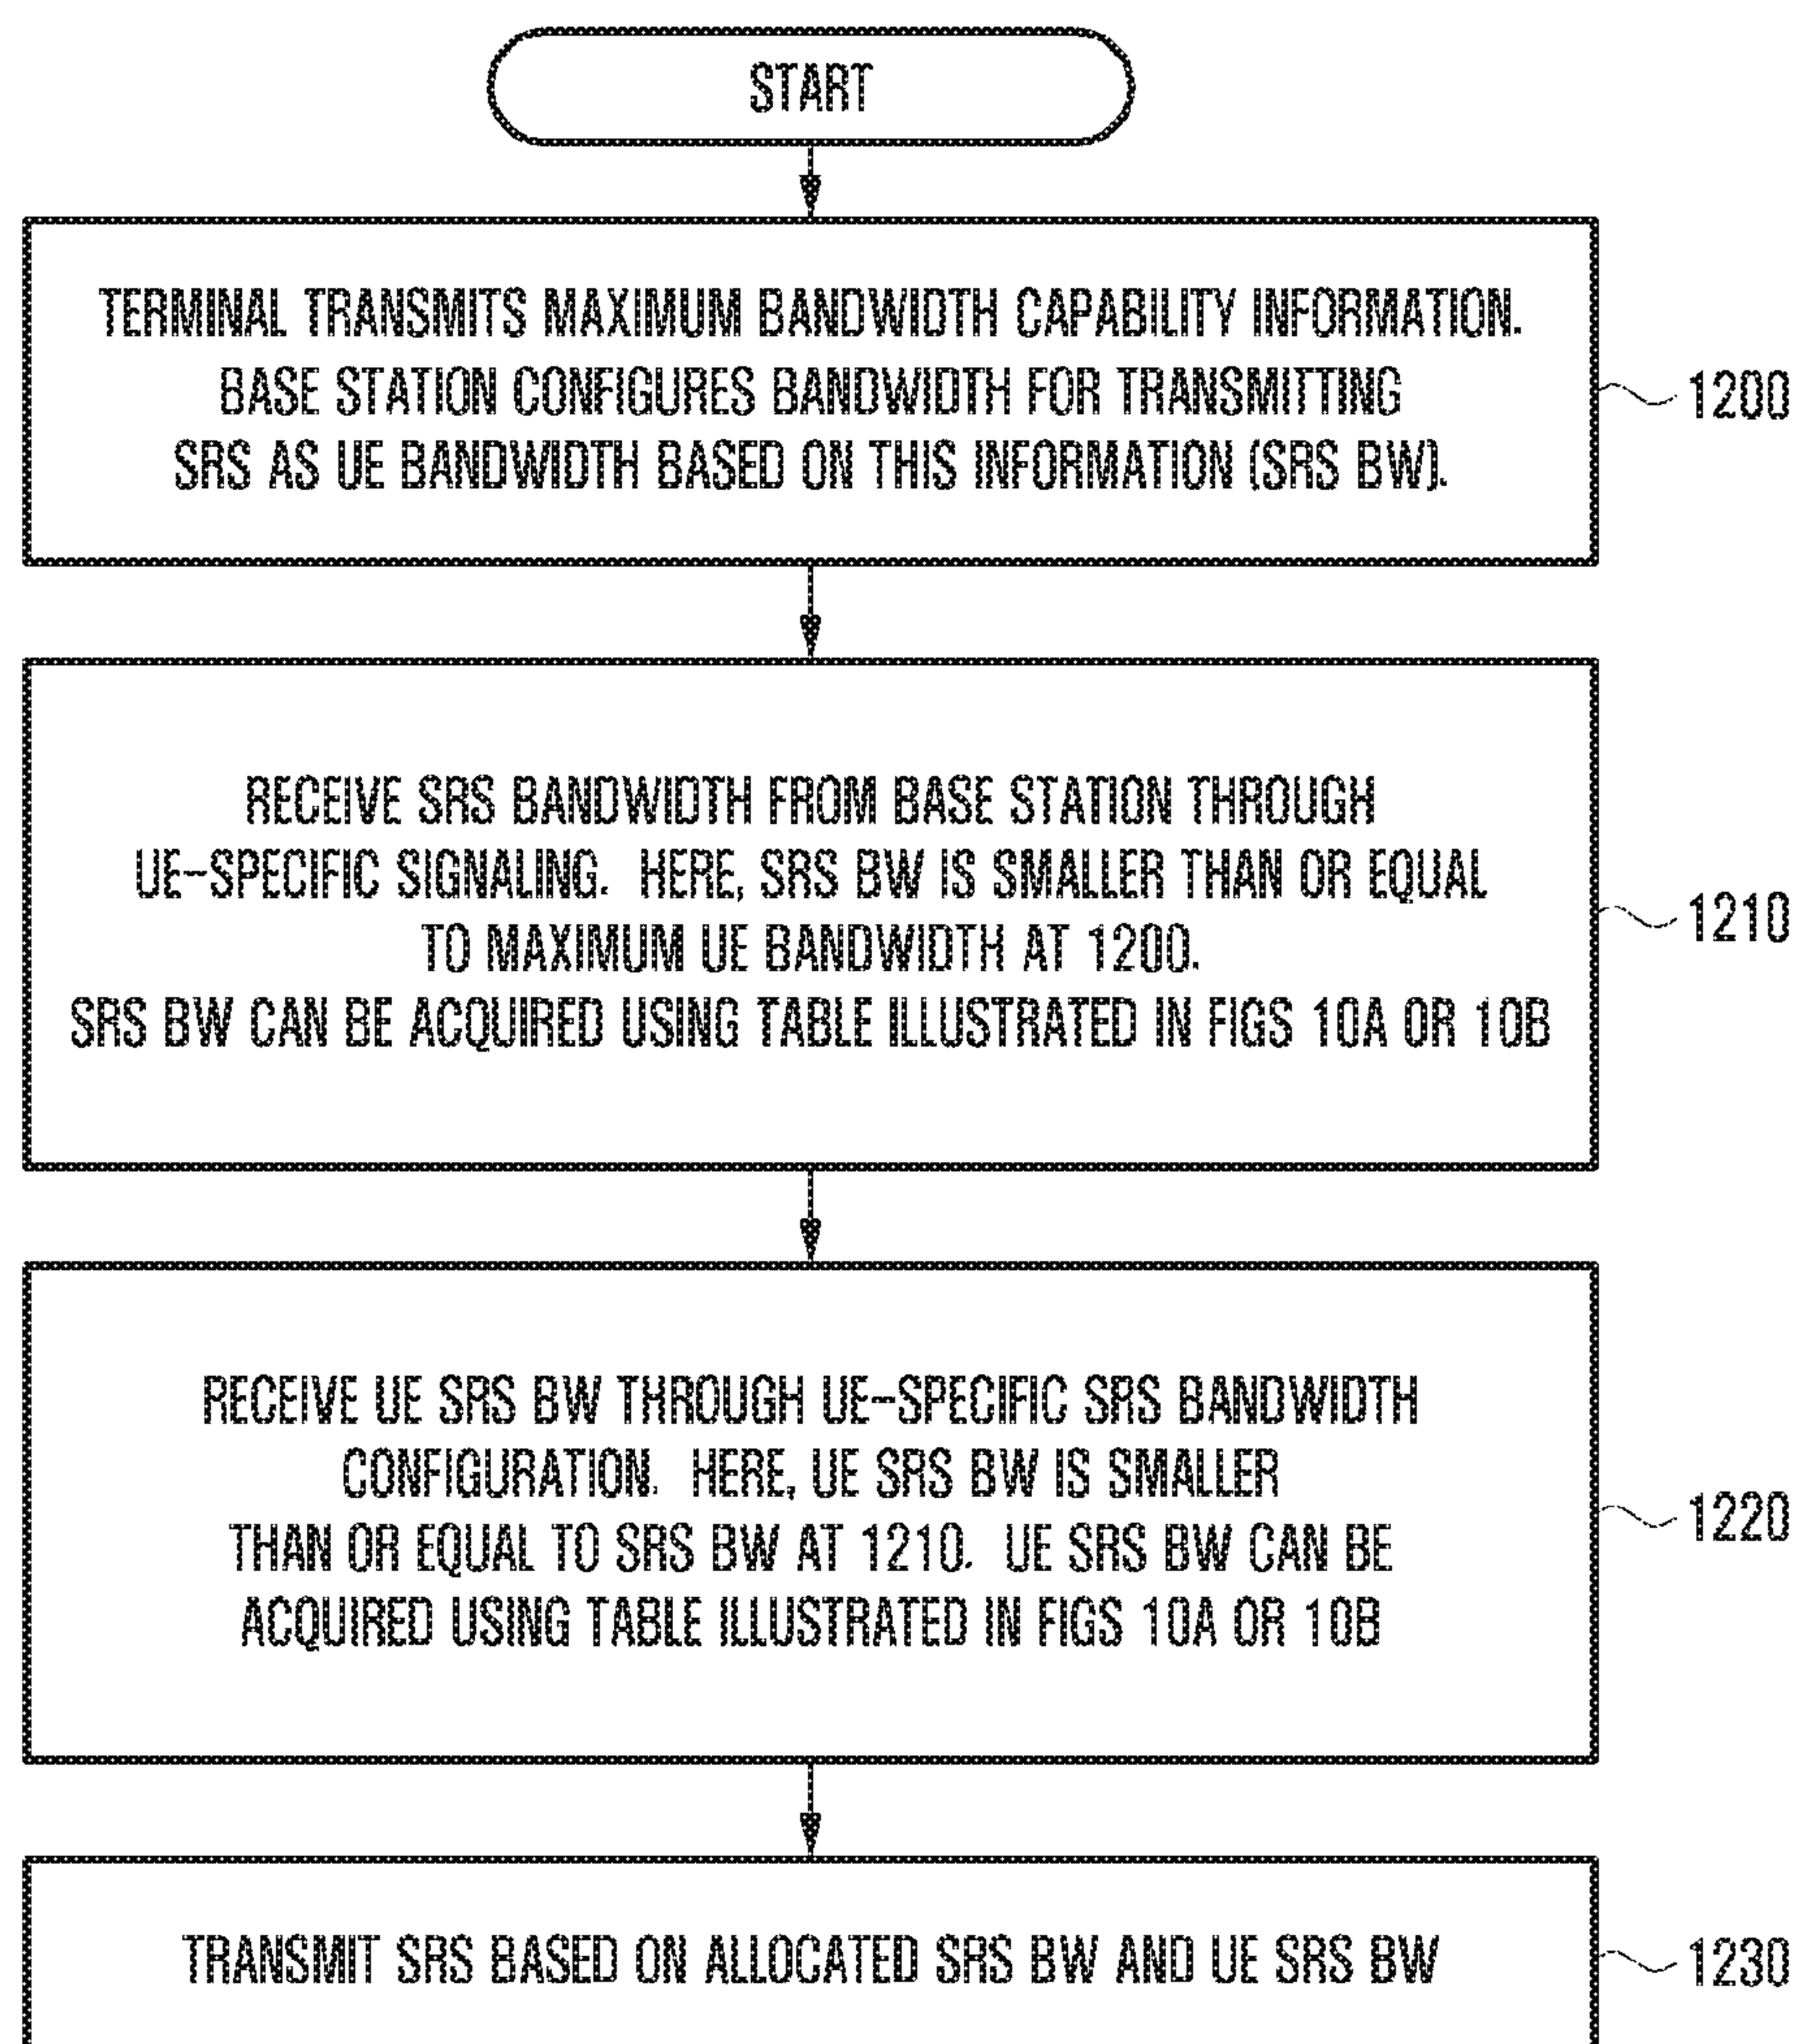 START
TERMINAL TRANSMITS MAXIMUM BANDWIDTH CAPABILITY INFORMATION.
BASE STATION CONFIGURES BANDWIDTH FOR TRANSMITTING
SRS AS UE BANDWIDTH BASED ON THIS INFORMATION (SRS BW).
1200
RECEIVE SRS BANDWIDTH FROM BASE STATION THROUGH
UE-SPECIFIC SIGNALING. HERE, SRS BW IS SMALLER THAN OR EQUAL
TO MAXIMUM UE BANDWIDTH AT 1200.
SRS BW CAN BE ACQUIRED USING TABLE ILLUSTRATED IN FIGS 10A OR 10B
1210
RECEIVE UE SRS BW THROUGH UE-SPECIFIC SRS BANDWIDTH
CONFIGURATION. HERE, UE SRS BW IS SMALLER
THAN OR EQUAL TO SRS BW AT 1210. UE SRS BW CAN BE
ACQUIRED USING TABLE ILLUSTRATED IN FIGS 10A OR 10B
1220
TRANSMIT SRS BASED ON ALLOCATED SRS BW AND UE SRS BW
1230